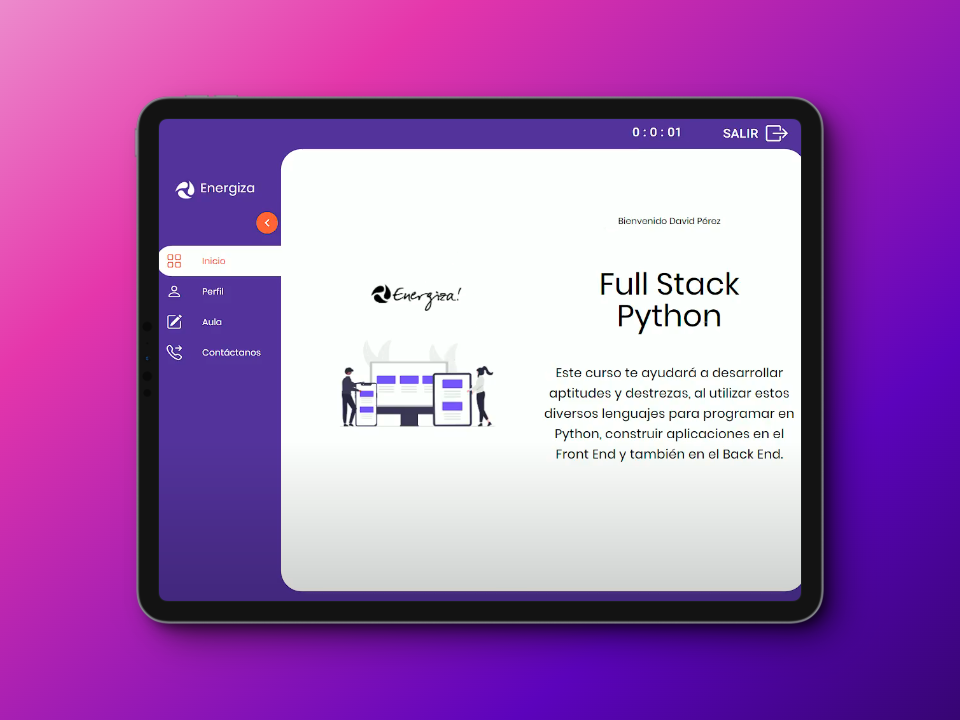 0 : 0 : 01
SALIR
Energiza
Inicio
Perfil
Aula
Contáctanos
Energiza!
Bienvenido David Pérez
Full Stack
Python
Este curso te ayudará a desarrollar
aptitudes y destrezas, al utilizar estos
diversos lenguajes para programar en
Python, construir aplicaciones en el
Front End y también en el Back End.